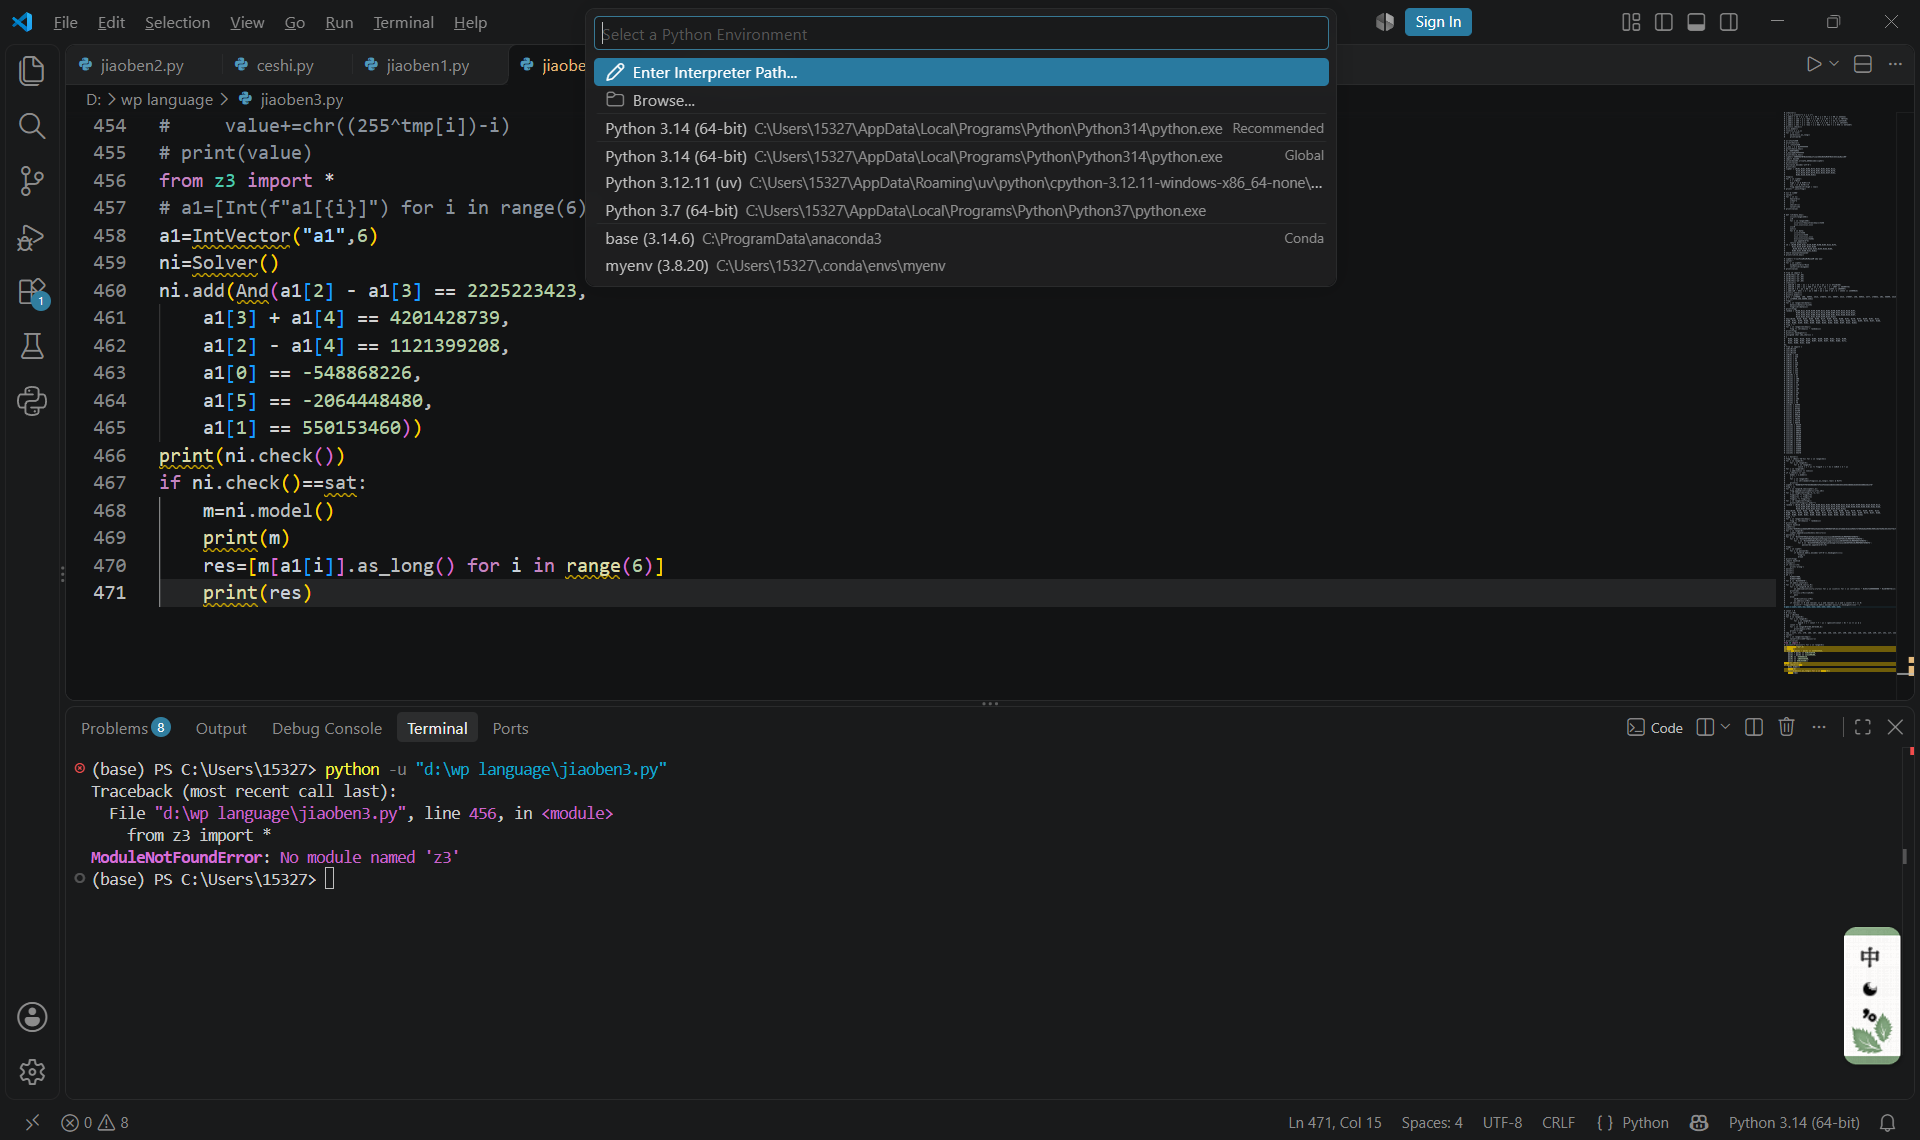 File Edit Selection View Go Run Terminal Help
Select a Python Environment
Sign In
jiaoben2.py ceshi.py jiaoben1.py jiaobe
Enter Interpreter Path...
Browse...
Python 3.14 (64-bit) C:\Users\15327\AppData\Local\Programs\Python\Python314\python.exe Recommended
Python 3.14 (64-bit) C:\Users\15327\AppData\Local\Programs\Python\Python314\python.exe Global
Python 3.12.11 (uv) C:\Users\15327\AppData\Roaming\uv\python\cpython-3.12.11-windows-x86_64-none\...
Python 3.7 (64-bit) C:\Users\15327\AppData\Local\Programs\Python\Python37\python.exe
base (3.14.6) C:\ProgramData\anaconda3 Conda
myenv (3.8.20) C:\Users\15327\.conda\envs\myenv
D: > wp language > jiaoben3.py
454 #     value+=chr((255^tmp[i])-i)
455 # print(value)
456 from z3 import *
457 # a1=[Int(f"a1[{i}]") for i in range(6)
458 a1=IntVector("a1",6)
459 ni=Solver()
460 ni.add(And(a1[2] - a1[3] == 2225223423,
461     a1[3] + a1[4] == 4201428739,
462     a1[2] - a1[4] == 1121399208,
463     a1[0] == -548868226,
464     a1[5] == -2064448480,
465     a1[1] == 550153460))
466 print(ni.check())
467 if ni.check()==sat:
468     m=ni.model()
469     print(m)
470     res=[m[a1[i]].as_long() for i in range(6)]
471     print(res)
1
Problems 8 Output Debug Console Terminal Ports
Code
(base) PS C:\Users\15327> python -u "d:\wp language\jiaoben3.py"
Traceback (most recent call last):
  File "d:\wp language\jiaoben3.py", line 456, in <module>
    from z3 import *
ModuleNotFoundError: No module named 'z3'
(base) PS C:\Users\15327>
中
0 8
Ln 471, Col 15 Spaces: 4 UTF-8 CRLF { } Python Python 3.14 (64-bit)